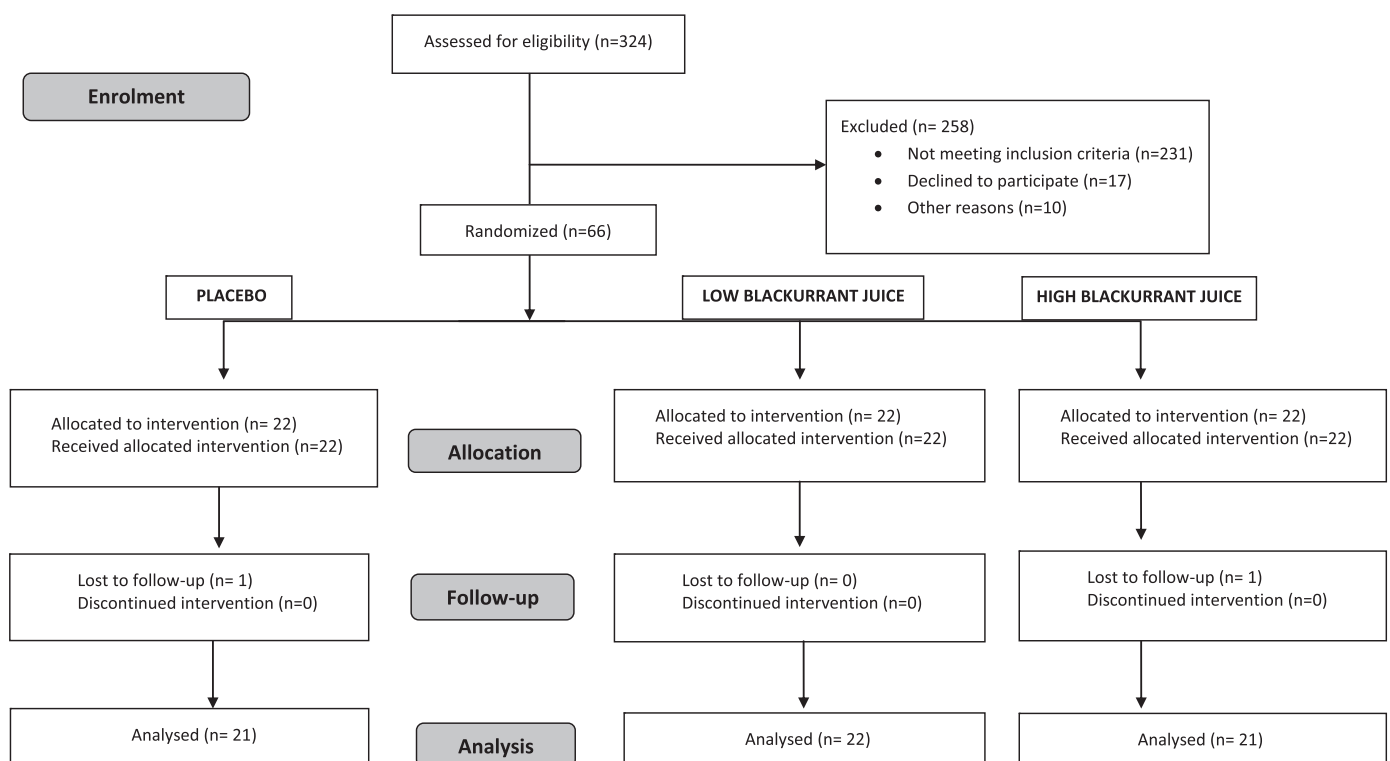 Assessed for eligibility (n=324)
Enrolment
Excluded (n= 258)
• Not meeting inclusion criteria (n=231)
• Declined to participate (n=17)
• Other reasons (n=10)
Randomized (n=66)
PLACEBO
LOW BLACKURRANT JUICE
HIGH BLACKURRANT JUICE
Allocated to intervention (n= 22)
Received allocated intervention (n=22)
Allocation
Allocated to intervention (n= 22)
Received allocated intervention (n=22)
Allocated to intervention (n= 22)
Received allocated intervention (n=22)
Lost to follow-up (n= 1)
Discontinued intervention (n=0)
Follow-up
Lost to follow-up (n= 0)
Discontinued intervention (n=0)
Lost to follow-up (n= 1)
Discontinued intervention (n=0)
Analysed (n= 21)
Analysis
Analysed (n= 22)
Analysed (n= 21)